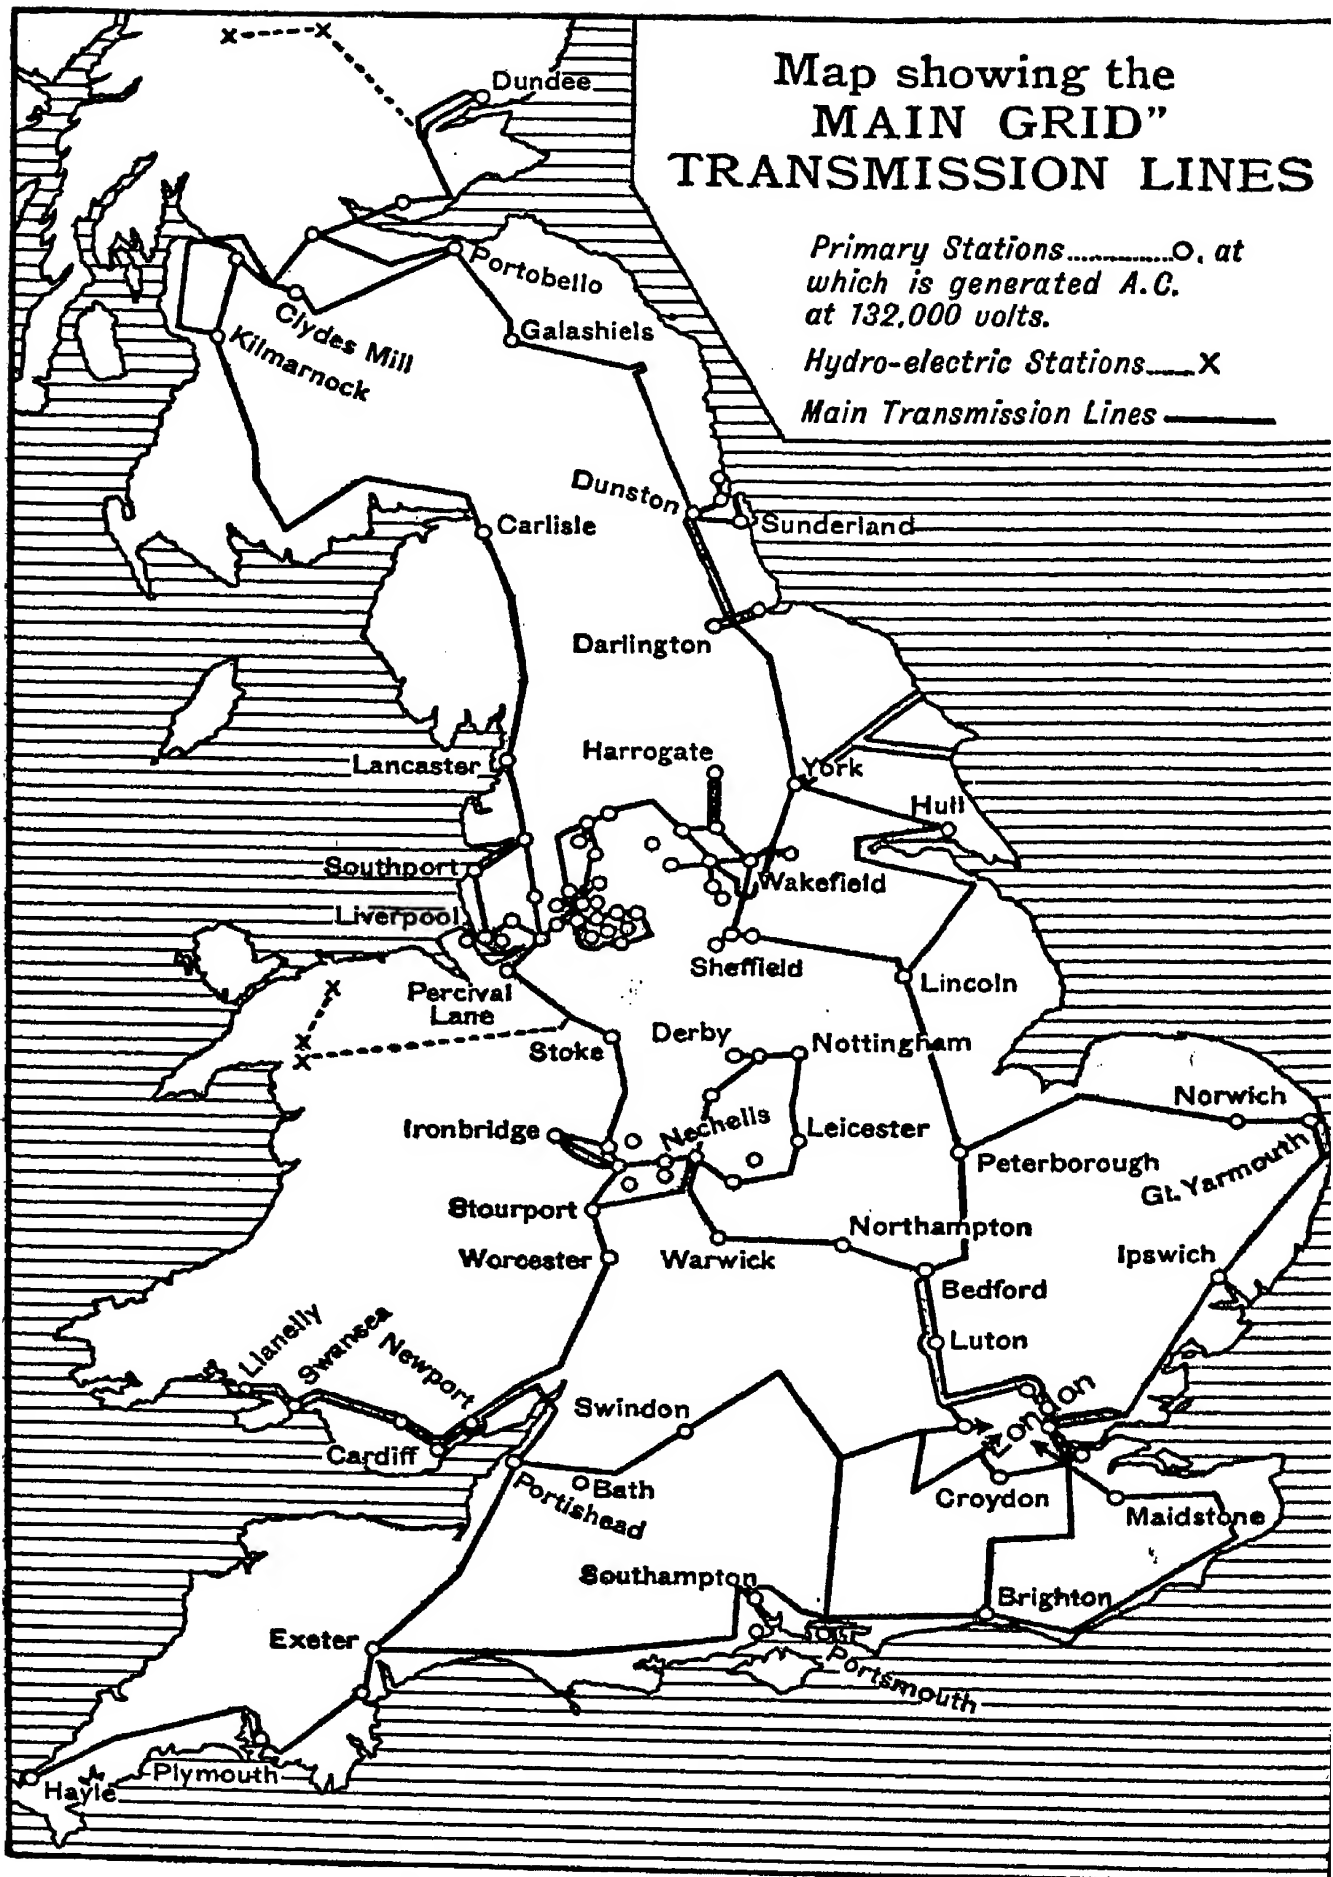 Map showing the
MAIN GRID”
TRANSMISSION LINES
Primary Stations..............O, at
which is generated A.C.
at 132,000 volts.
Hydro-electric Stations......X
Main Transmission Lines
Dundee
Portobello
Clydes Mill
Galashiels
Kilmarnock
Dunston
Carlisle
Sunderland
Darlington
Harrogate
Lancaster
York
Hull
Southport
Wakefield
Liverpool
Sheffield
Percival
Lane
Lincoln
Derby
Stoke
Nottingham
Norwich
Ironbridge
Nechells
Leicester
Peterborough
Gt. Yarmouth
Stourport
Northampton
Worcester
Warwick
Ipswich
Bedford
Luton
Llanelly
Swansea
Newport
London
Swindon
Cardiff
Bath
Portishead
Croydon
Maidstone
Southampton
Brighton
Exeter
Portsmouth
Plymouth
Hayle